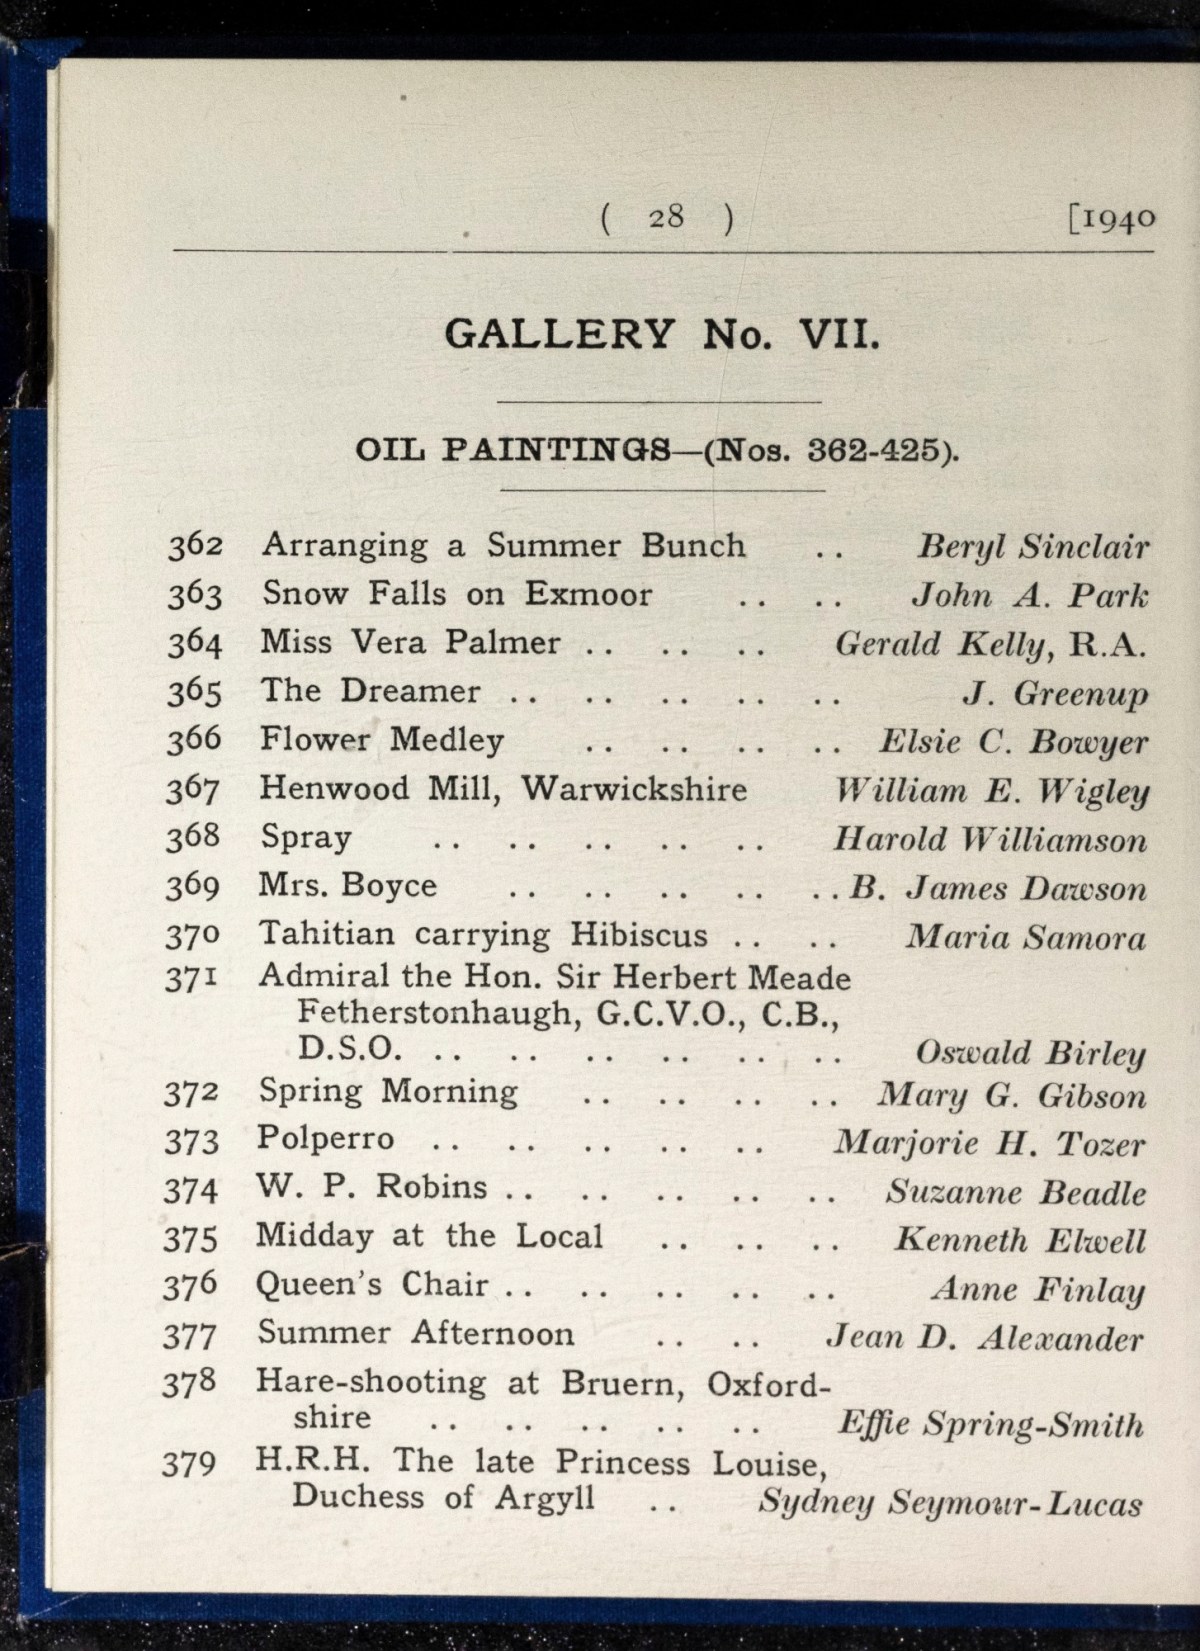 ( 28 ) [1940
GALLERY No. VII.
OIL PAINTINGS—(Nos. 362-425).
362 Arranging a Summer Bunch .. Beryl Sinclair
363 Snow Falls on Exmoor .. .. John A. Park
364 Miss Vera Palmer .. .. .. Gerald Kelly, R.A.
365 The Dreamer .. .. .. .. .. J. Greenup
366 Flower Medley .. .. .. .. Elsie C. Bowyer
367 Henwood Mill, Warwickshire William E. Wigley
368 Spray .. .. .. .. .. Harold Williamson
369 Mrs. Boyce .. .. .. .. .. B. James Dawson
370 Tahitian carrying Hibiscus .. .. Maria Samora
371 Admiral the Hon. Sir Herbert Meade
Fetherstonhaugh, G.C.V.O., C.B.,
D.S.O. .. .. .. .. .. .. Oswald Birley
372 Spring Morning .. .. .. .. Mary G. Gibson
373 Polperro .. .. .. .. .. Marjorie H. Tozer
374 W. P. Robins .. .. .. .. .. Suzanne Beadle
375 Midday at the Local .. .. .. Kenneth Elwell
376 Queen's Chair .. .. .. .. .. Anne Finlay
377 Summer Afternoon .. .. Jean D. Alexander
378 Hare-shooting at Bruern, Oxford-
shire .. .. .. .. .. Effie Spring-Smith
379 H.R.H. The late Princess Louise,
Duchess of Argyll .. Sydney Seymour-Lucas